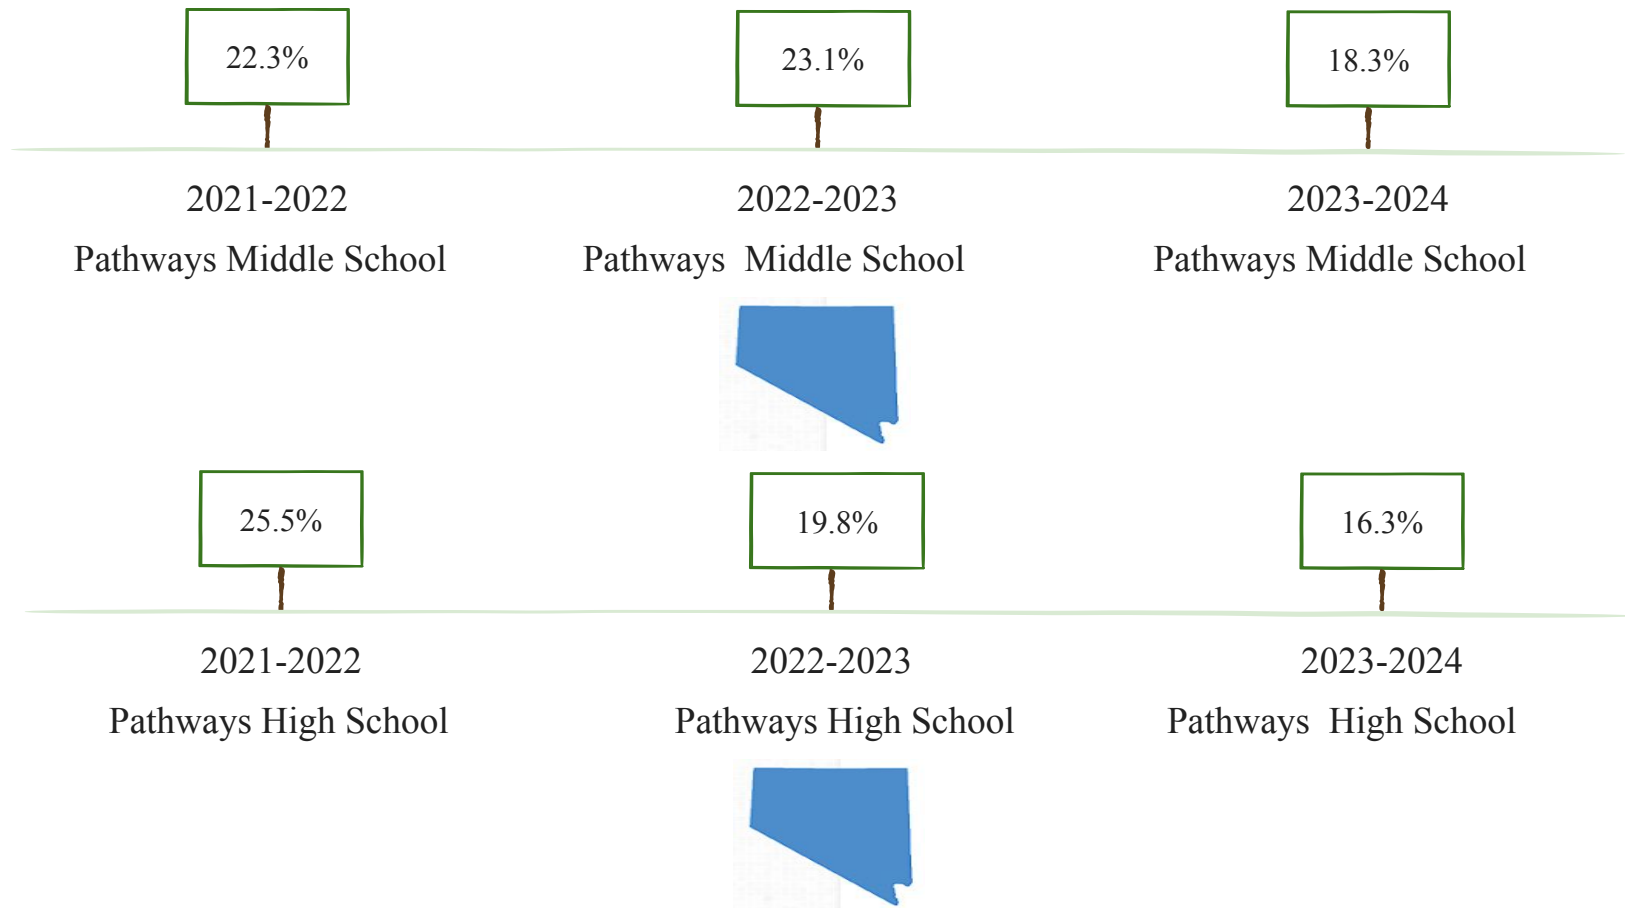 22.3% 23.1% 18.3%
2021-2022 2022-2023 2023-2024
Pathways Middle School Pathways  Middle School Pathways Middle School
25.5% 19.8% 16.3%
2021-2022 2022-2023 2023-2024
Pathways High School Pathways High School Pathways  High School